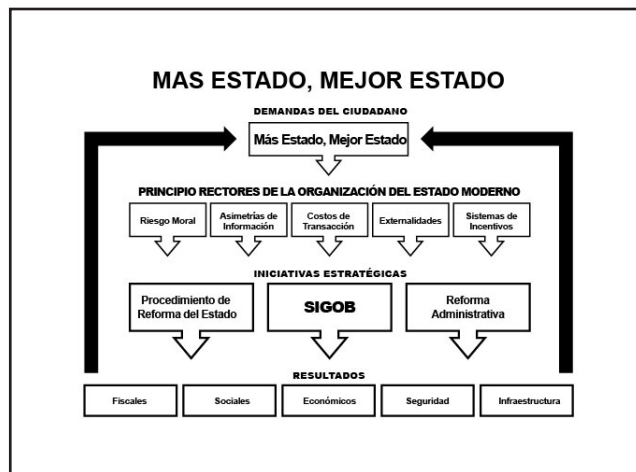 MAS ESTADO, MEJOR ESTADO
DEMANDAS DEL CIUDADANO
Más Estado, Mejor Estado
PRINCIPIO RECTORES DE LA ORGANIZACIÓN DEL ESTADO MODERNO
Riesgo Moral
Asimetrías de
Información
Costos de
Transacción
Externalidades
Sistemas de
Incentivos
INICIATIVAS ESTRATÉGICAS
Procedimiento de
Reforma del Estado
SIGOB
Reforma
Administrativa
RESULTADOS
Fiscales
Sociales
Económicos
Seguridad
Infraestructura